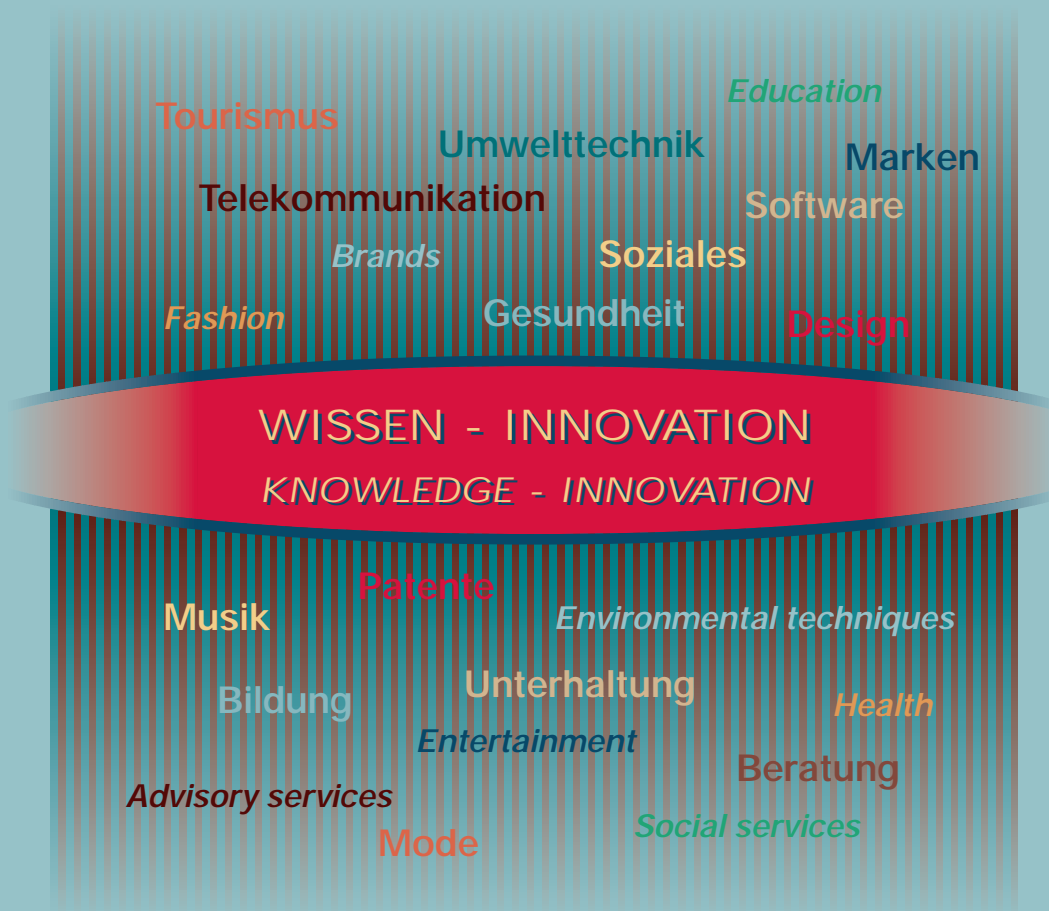 Education
Tourismus
Umwelttechnik
Marken
Telekommunikation
Software
Brands
Soziales
Fashion
Gesundheit
Design
WISSEN - INNOVATION
KNOWLEDGE - INNOVATION
Patente
Musik
Environmental techniques
Unterhaltung
Bildung
Health
Entertainment
Beratung
Advisory services
Social services
Mode